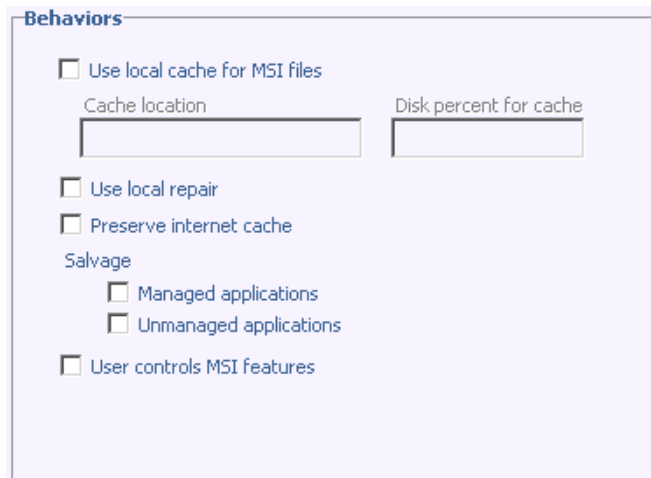 Behaviors
Use local cache for MSI files
Cache location Disk percent for cache
Use local repair
Preserve internet cache
Salvage
Managed applications
Unmanaged applications
User controls MSI features